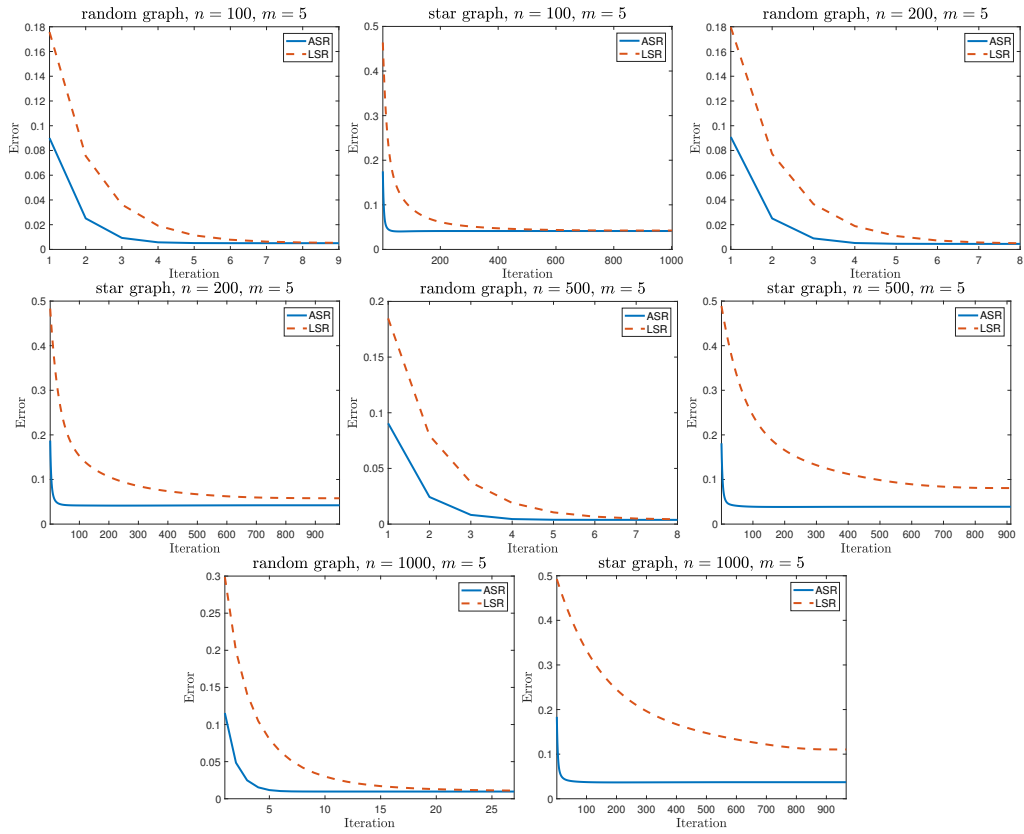 random graph, n = 100, m = 5
0.18
0.16
0.14
0.12
0.1
0.08
0.06
0.04
0.02
0
Error
ASR
LSR
1 2 3 4 5 6 7 8 9
Iteration
star graph, n = 100, m = 5
0.5
0.4
0.3
0.2
0.1
0
Error
ASR
LSR
200 400 600 800 1000
Iteration
random graph, n = 200, m = 5
0.18
0.16
0.14
0.12
0.1
0.08
0.06
0.04
0.02
0
Error
ASR
LSR
1 2 3 4 5 6 7 8
Iteration
star graph, n = 200, m = 5
0.5
0.4
0.3
0.2
0.1
0
Error
ASR
LSR
100 200 300 400 500 600 700 800 900
Iteration
random graph, n = 500, m = 5
0.2
0.15
0.1
0.05
0
Error
ASR
LSR
1 2 3 4 5 6 7 8
Iteration
star graph, n = 500, m = 5
0.5
0.4
0.3
0.2
0.1
0
Error
ASR
LSR
100 200 300 400 500 600 700 800 900
Iteration
random graph, n = 1000, m = 5
0.3
0.25
0.2
0.15
0.1
0.05
0
Error
ASR
LSR
5 10 15 20 25
Iteration
star graph, n = 1000, m = 5
0.5
0.4
0.3
0.2
0.1
0
Error
ASR
LSR
100 200 300 400 500 600 700 800 900
Iteration